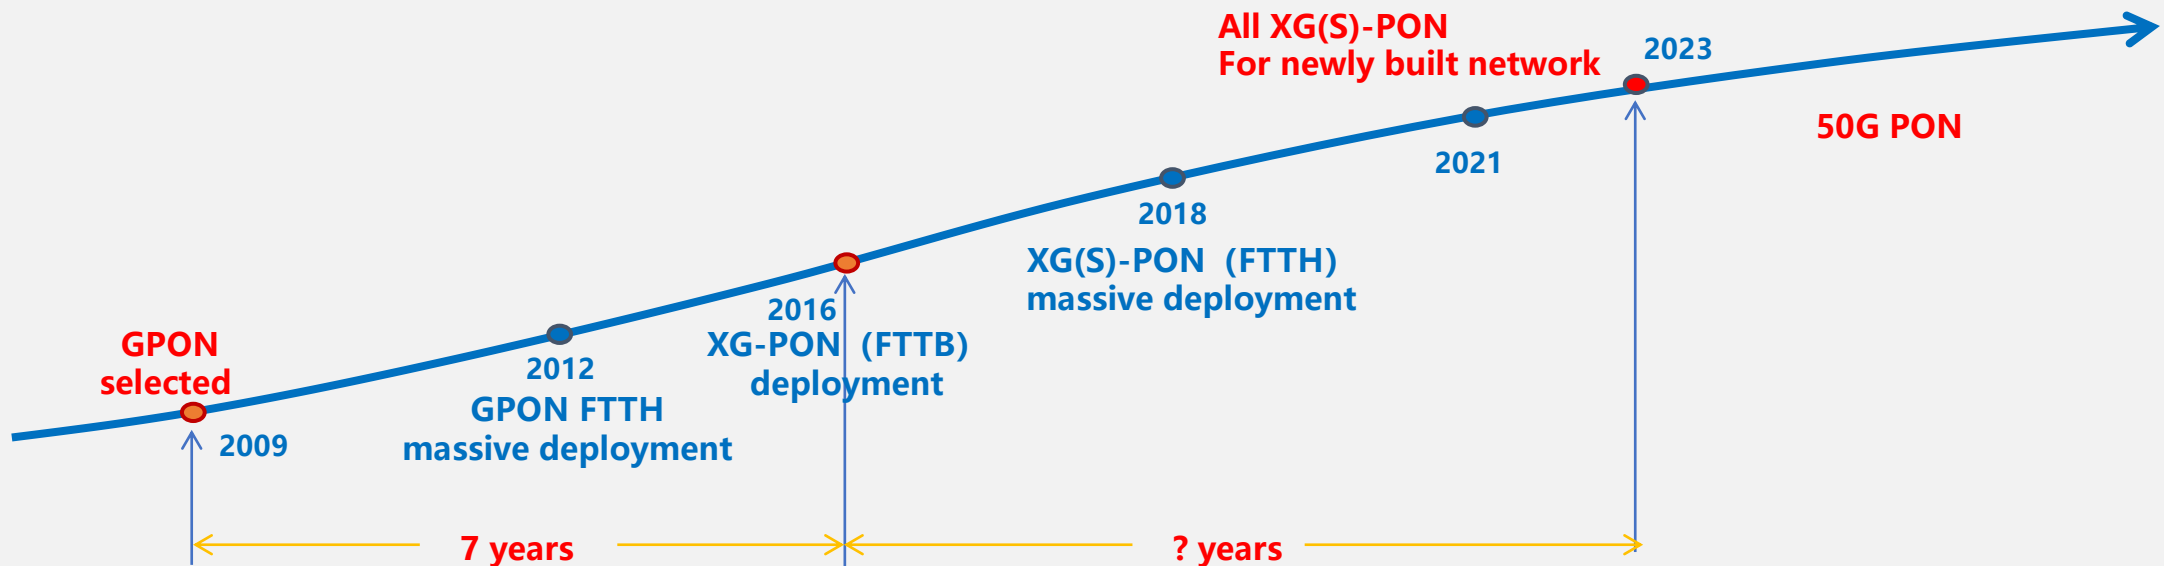 All XG(S)-PON
For newly built network
2023
50G PON
2021
2018
XG(S)-PON (FTTH)
massive deployment
2016
XG-PON (FTTB)
deployment
GPON
selected
2012
GPON FTTH
massive deployment
2009
7 years
? years